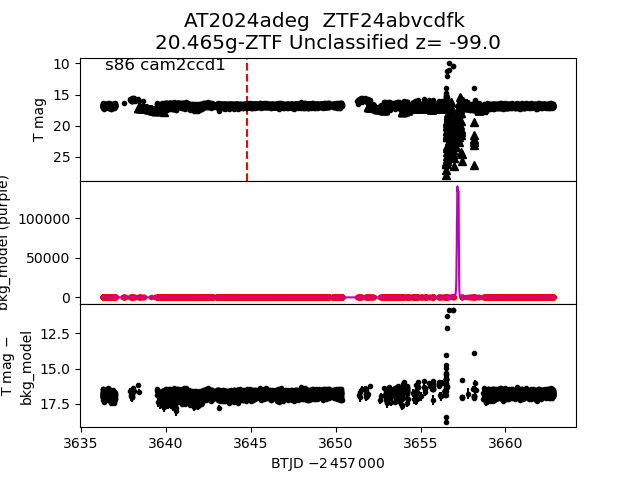 AT2024adeg ZTF24abvcdfk
20.465g-ZTF Unclassified z= -99.0
s86 cam2ccd1
10
15
20
25
T mag
100000
50000
0
bkg_model (purple)
12.5
15.0
17.5
T mag −
bkg_model
3635 3640 3645 3650 3655 3660
BTJD −2 457 000